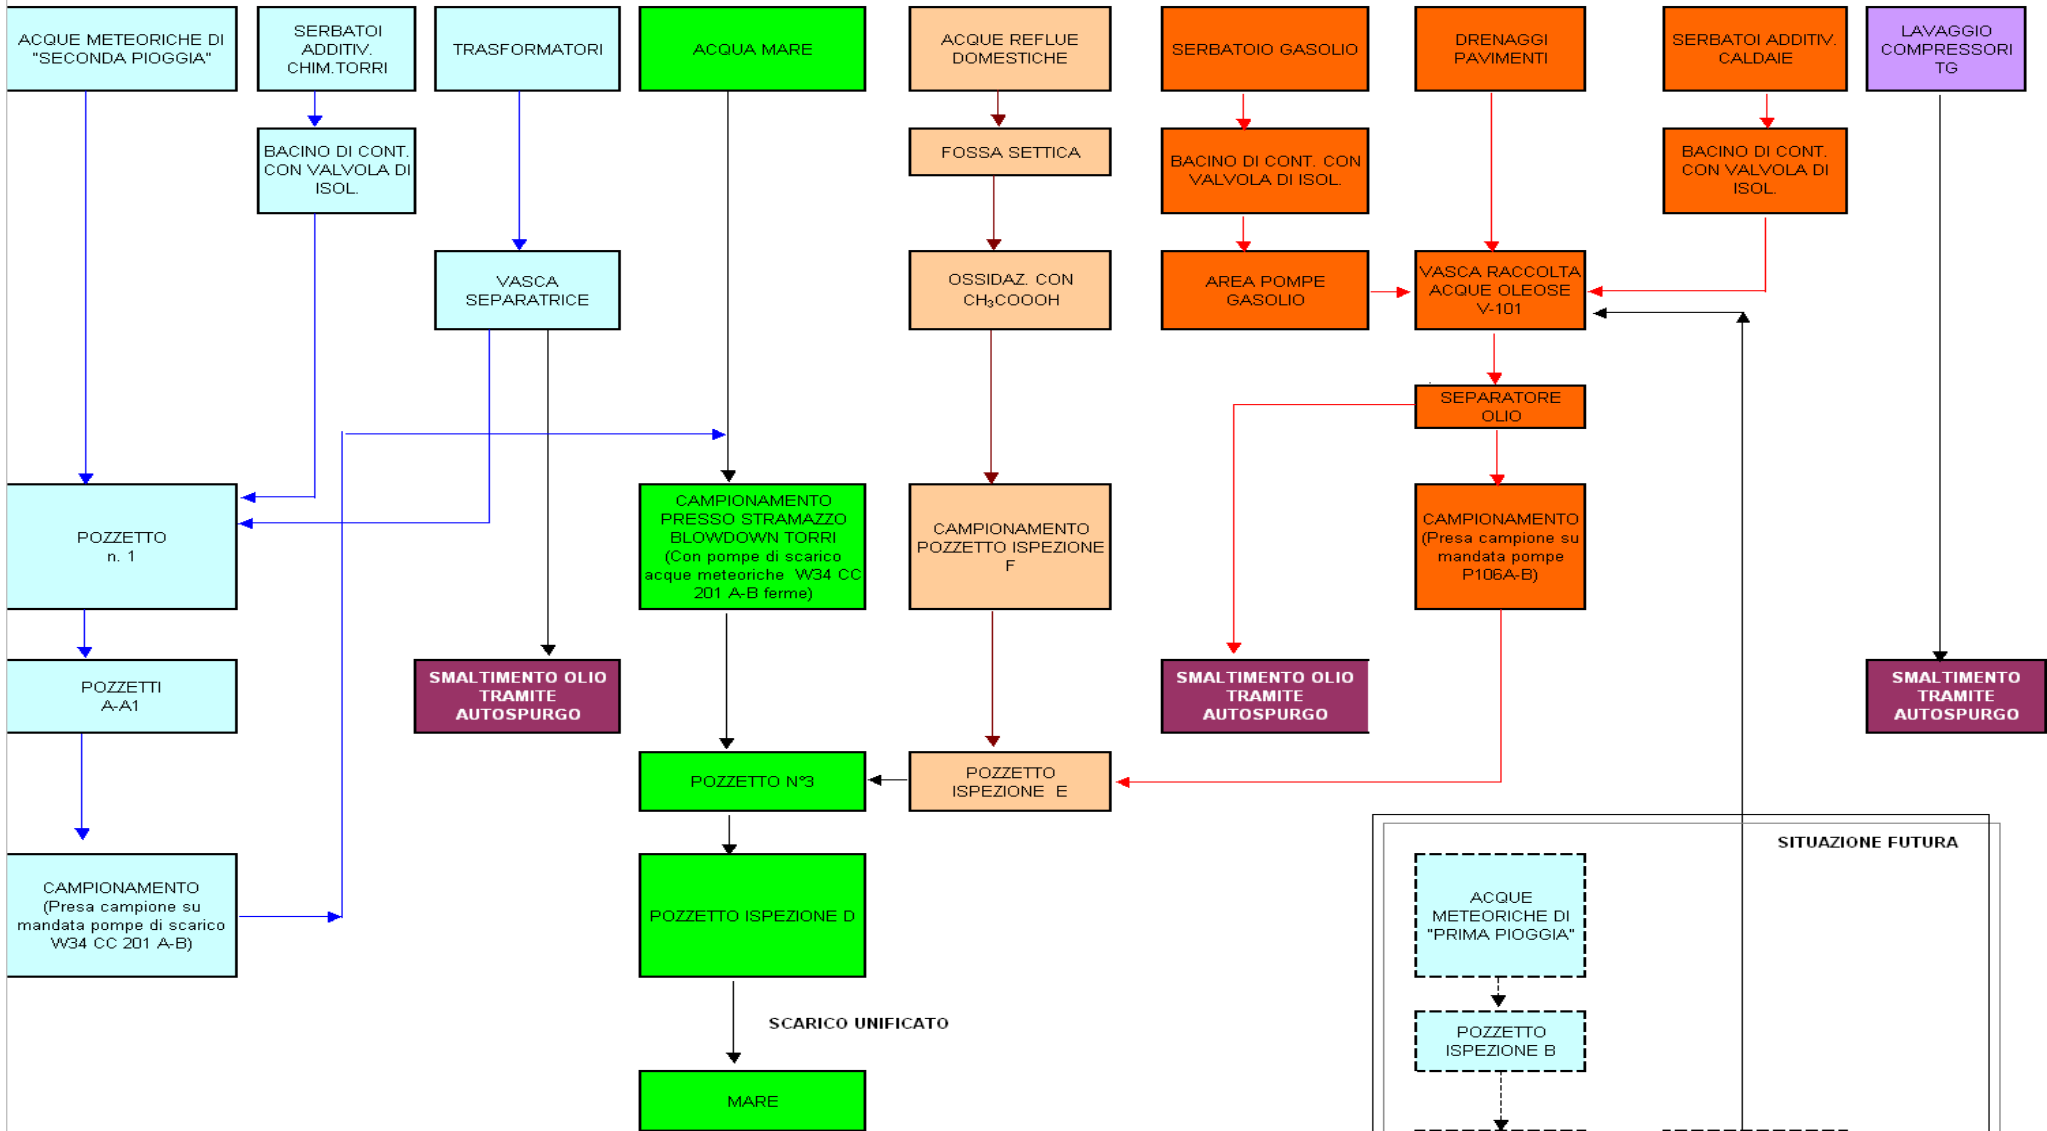 ACQUE METEORICHE DI
"SECONDA PIOGGIA"
SERBATOI
ADDITIV.
CHIM.TORRI
TRASFORMATORI
ACQUA MARE
ACQUE REFLUE
DOMESTICHE
SERBATOIO GASOLIO
DRENAGGI
PAVIMENTI
SERBATOI ADDITIV.
CALDAIE
LAVAGGIO
COMPRESSORI
TG
BACINO DI CONT.
CON VALVOLA DI
ISOL.
FOSSA SETTICA
BACINO DI CONT. CON
VALVOLA DI ISOL.
BACINO DI CONT.
CON VALVOLA DI
ISOL.
VASCA
SEPARATRICE
OSSIDAZ. CON
CH₃COOOH
AREA POMPE
GASOLIO
VASCA RACCOLTA
ACQUE OLEOSE
V-101
SEPARATORE
OLIO
POZZETTO
n. 1
CAMPIONAMENTO
PRESSO STRAMAZZO
BLOWDOWN TORRI
(Con pompe di scarico
acque meteoriche W34 CC
201 A-B ferme)
CAMPIONAMENTO
POZZETTO ISPEZIONE
F
CAMPIONAMENTO
(Presa campione su
mandata pompe
P106A-B)
POZZETTI
A-A1
SMALTIMENTO OLIO
TRAMITE
AUTOSPURGO
SMALTIMENTO OLIO
TRAMITE
AUTOSPURGO
SMALTIMENTO
TRAMITE
AUTOSPURGO
POZZETTO N°3
POZZETTO
ISPEZIONE E
SITUAZIONE FUTURA
CAMPIONAMENTO
(Presa campione su
mandata pompe di scarico
W34 CC 201 A-B)
POZZETTO ISPEZIONE D
ACQUE
METEORICHE DI
"PRIMA PIOGGIA"
SCARICO UNIFICATO
POZZETTO
ISPEZIONE B
MARE